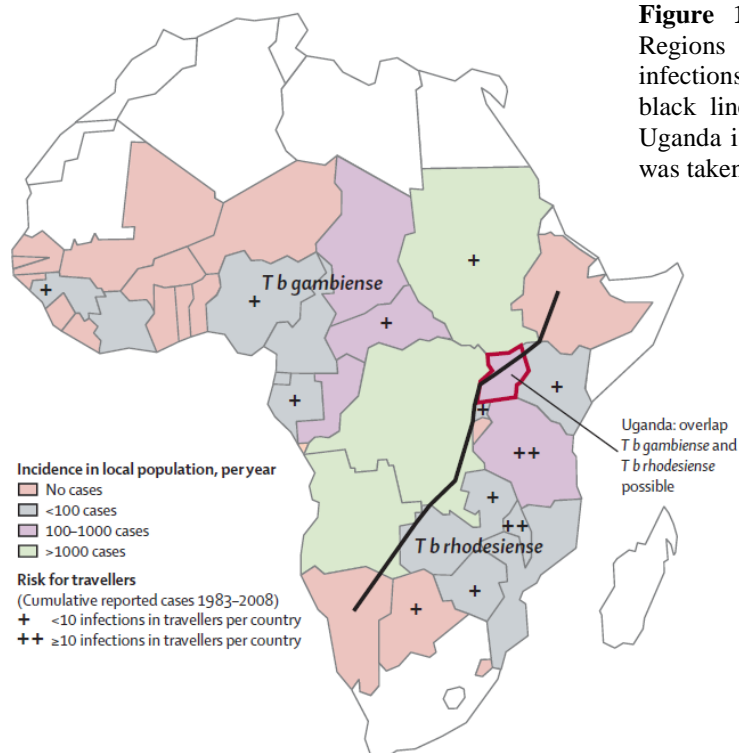 Figure 1
Regions
infections
black lin
Uganda i
was taken
T b gambiense
+
+
+
+
+
+
+
++
+
++
T b rhodesiense
+
+
Uganda: overlap
T b gambiense and
T b rhodesiense
possible
Incidence in local population, per year
No cases
<100 cases
100–1000 cases
>1000 cases
Risk for travellers
(Cumulative reported cases 1983–2008)
+ <10 infections in travellers per country
++ ≥10 infections in travellers per country